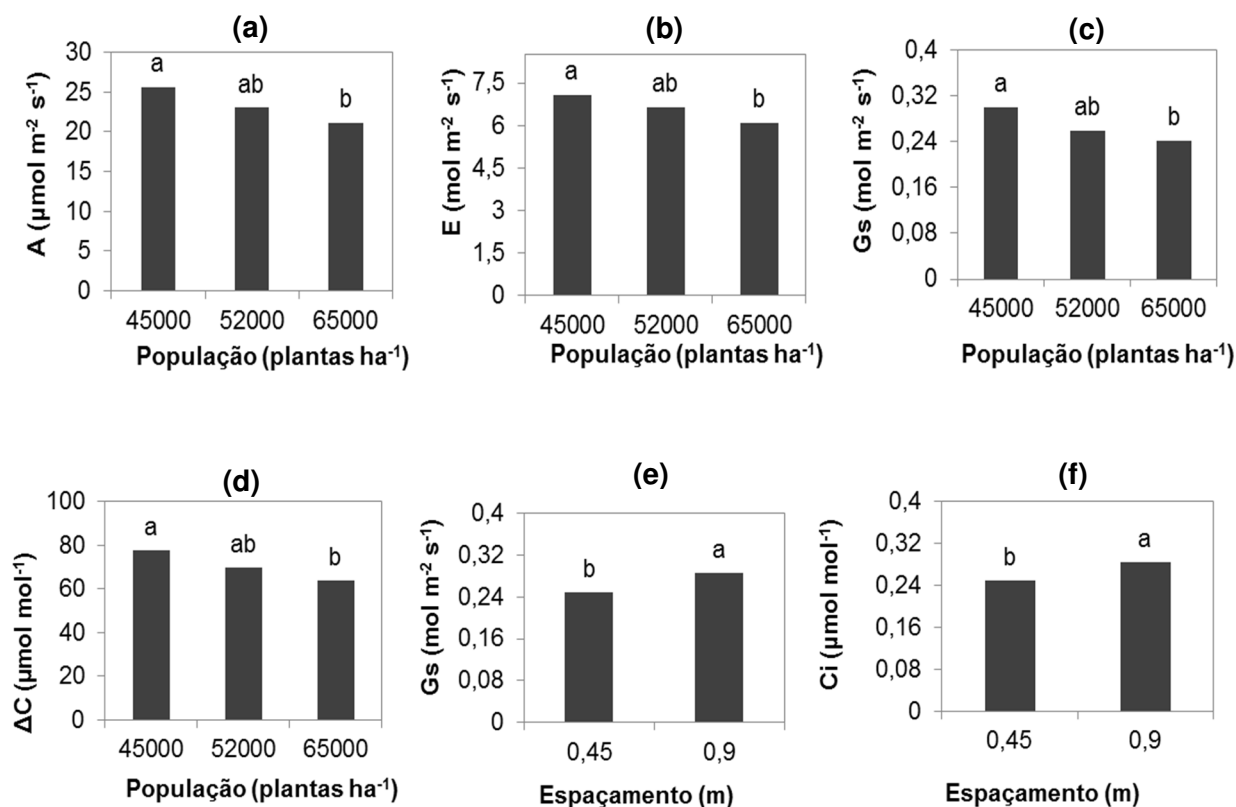 (a)
A (µmol m⁻² s⁻¹)
30
25
20
15
10
5
0
a
ab
b
45000 52000 65000
População (plantas ha⁻¹)
(b)
E (mol m⁻² s⁻¹)
7,5
6
4,5
3
1,5
0
a
ab
b
45000 52000 65000
População (plantas ha⁻¹)
(c)
Gs (mol m⁻² s⁻¹)
0,4
0,32
0,24
0,16
0,08
0
a
ab
b
45000 52000 65000
População (plantas ha⁻¹)
(d)
ΔC (µmol mol⁻¹)
100
80
60
40
20
0
a
ab
b
45000 52000 65000
População (plantas ha⁻¹)
(e)
Gs (mol m⁻² s⁻¹)
0,4
0,32
0,24
0,16
0,08
0
b
a
0,45 0,9
Espaçamento (m)
(f)
Ci (µmol mol⁻¹)
0,4
0,32
0,24
0,16
0,08
0
b
a
0,45 0,9
Espaçamento (m)